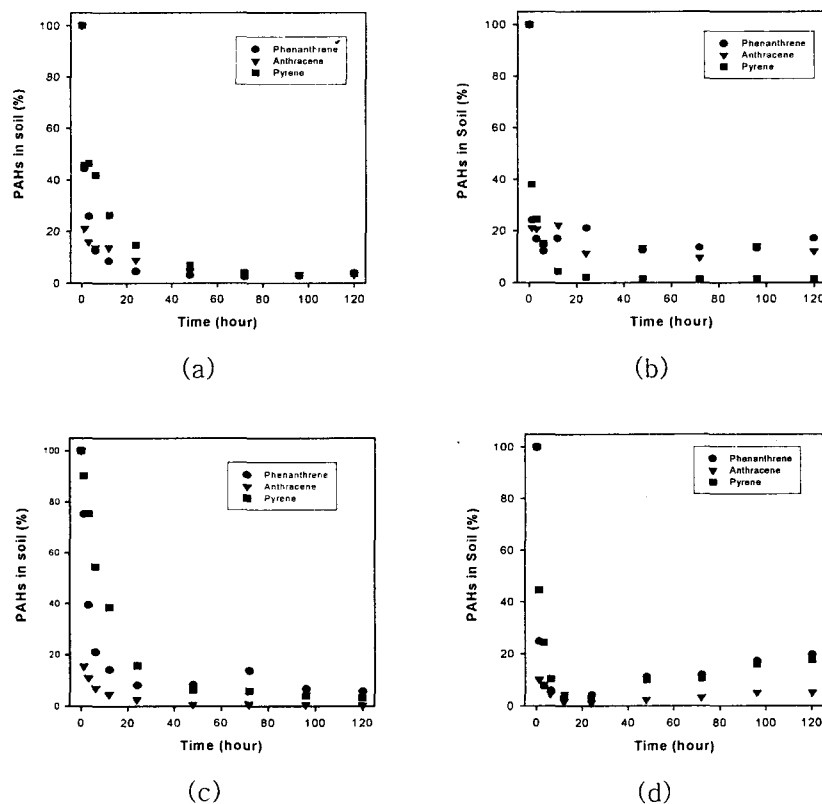 PAHs in soil (%)
100
80
60
40
20
0
Phenanthrene
Anthracene
Pyrene
0 20 40 60 80 100 120
Time (hour)
(a)
PAHs in Soil (%)
100
80
60
40
20
0
Phenanthrene
Anthracene
Pyrene
0 20 40 60 80 100 120
Time (hour)
(b)
PAHs in soil (%)
100
80
60
40
20
0
Phenanthrene
Anthracene
Pyrene
0 20 40 60 80 100 120
Time (hour)
(c)
PAHs in Soil (%)
100
80
60
40
20
0
Phenanthrene
Anthracene
Pyrene
0 20 40 60 80 100 120
Time (hour)
(d)